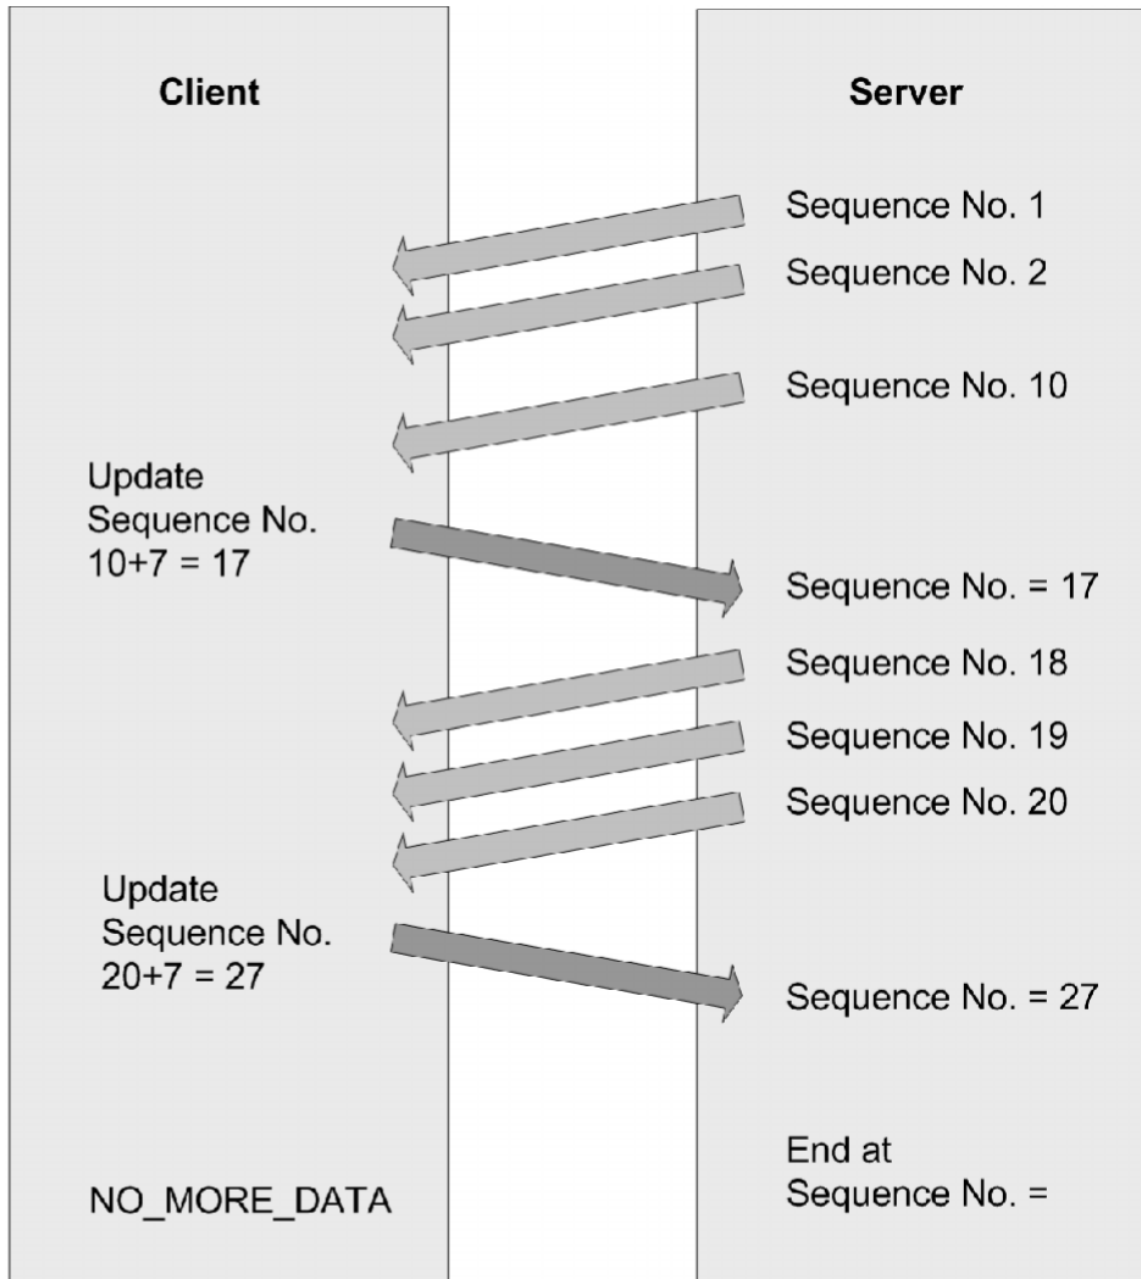 Client
Server
Sequence No. 1
Sequence No. 2
Sequence No. 10
Update
Sequence No.
10+7 = 17
Sequence No. = 17
Sequence No. 18
Sequence No. 19
Sequence No. 20
Update
Sequence No.
20+7 = 27
Sequence No. = 27
End at
Sequence No. =
NO_MORE_DATA